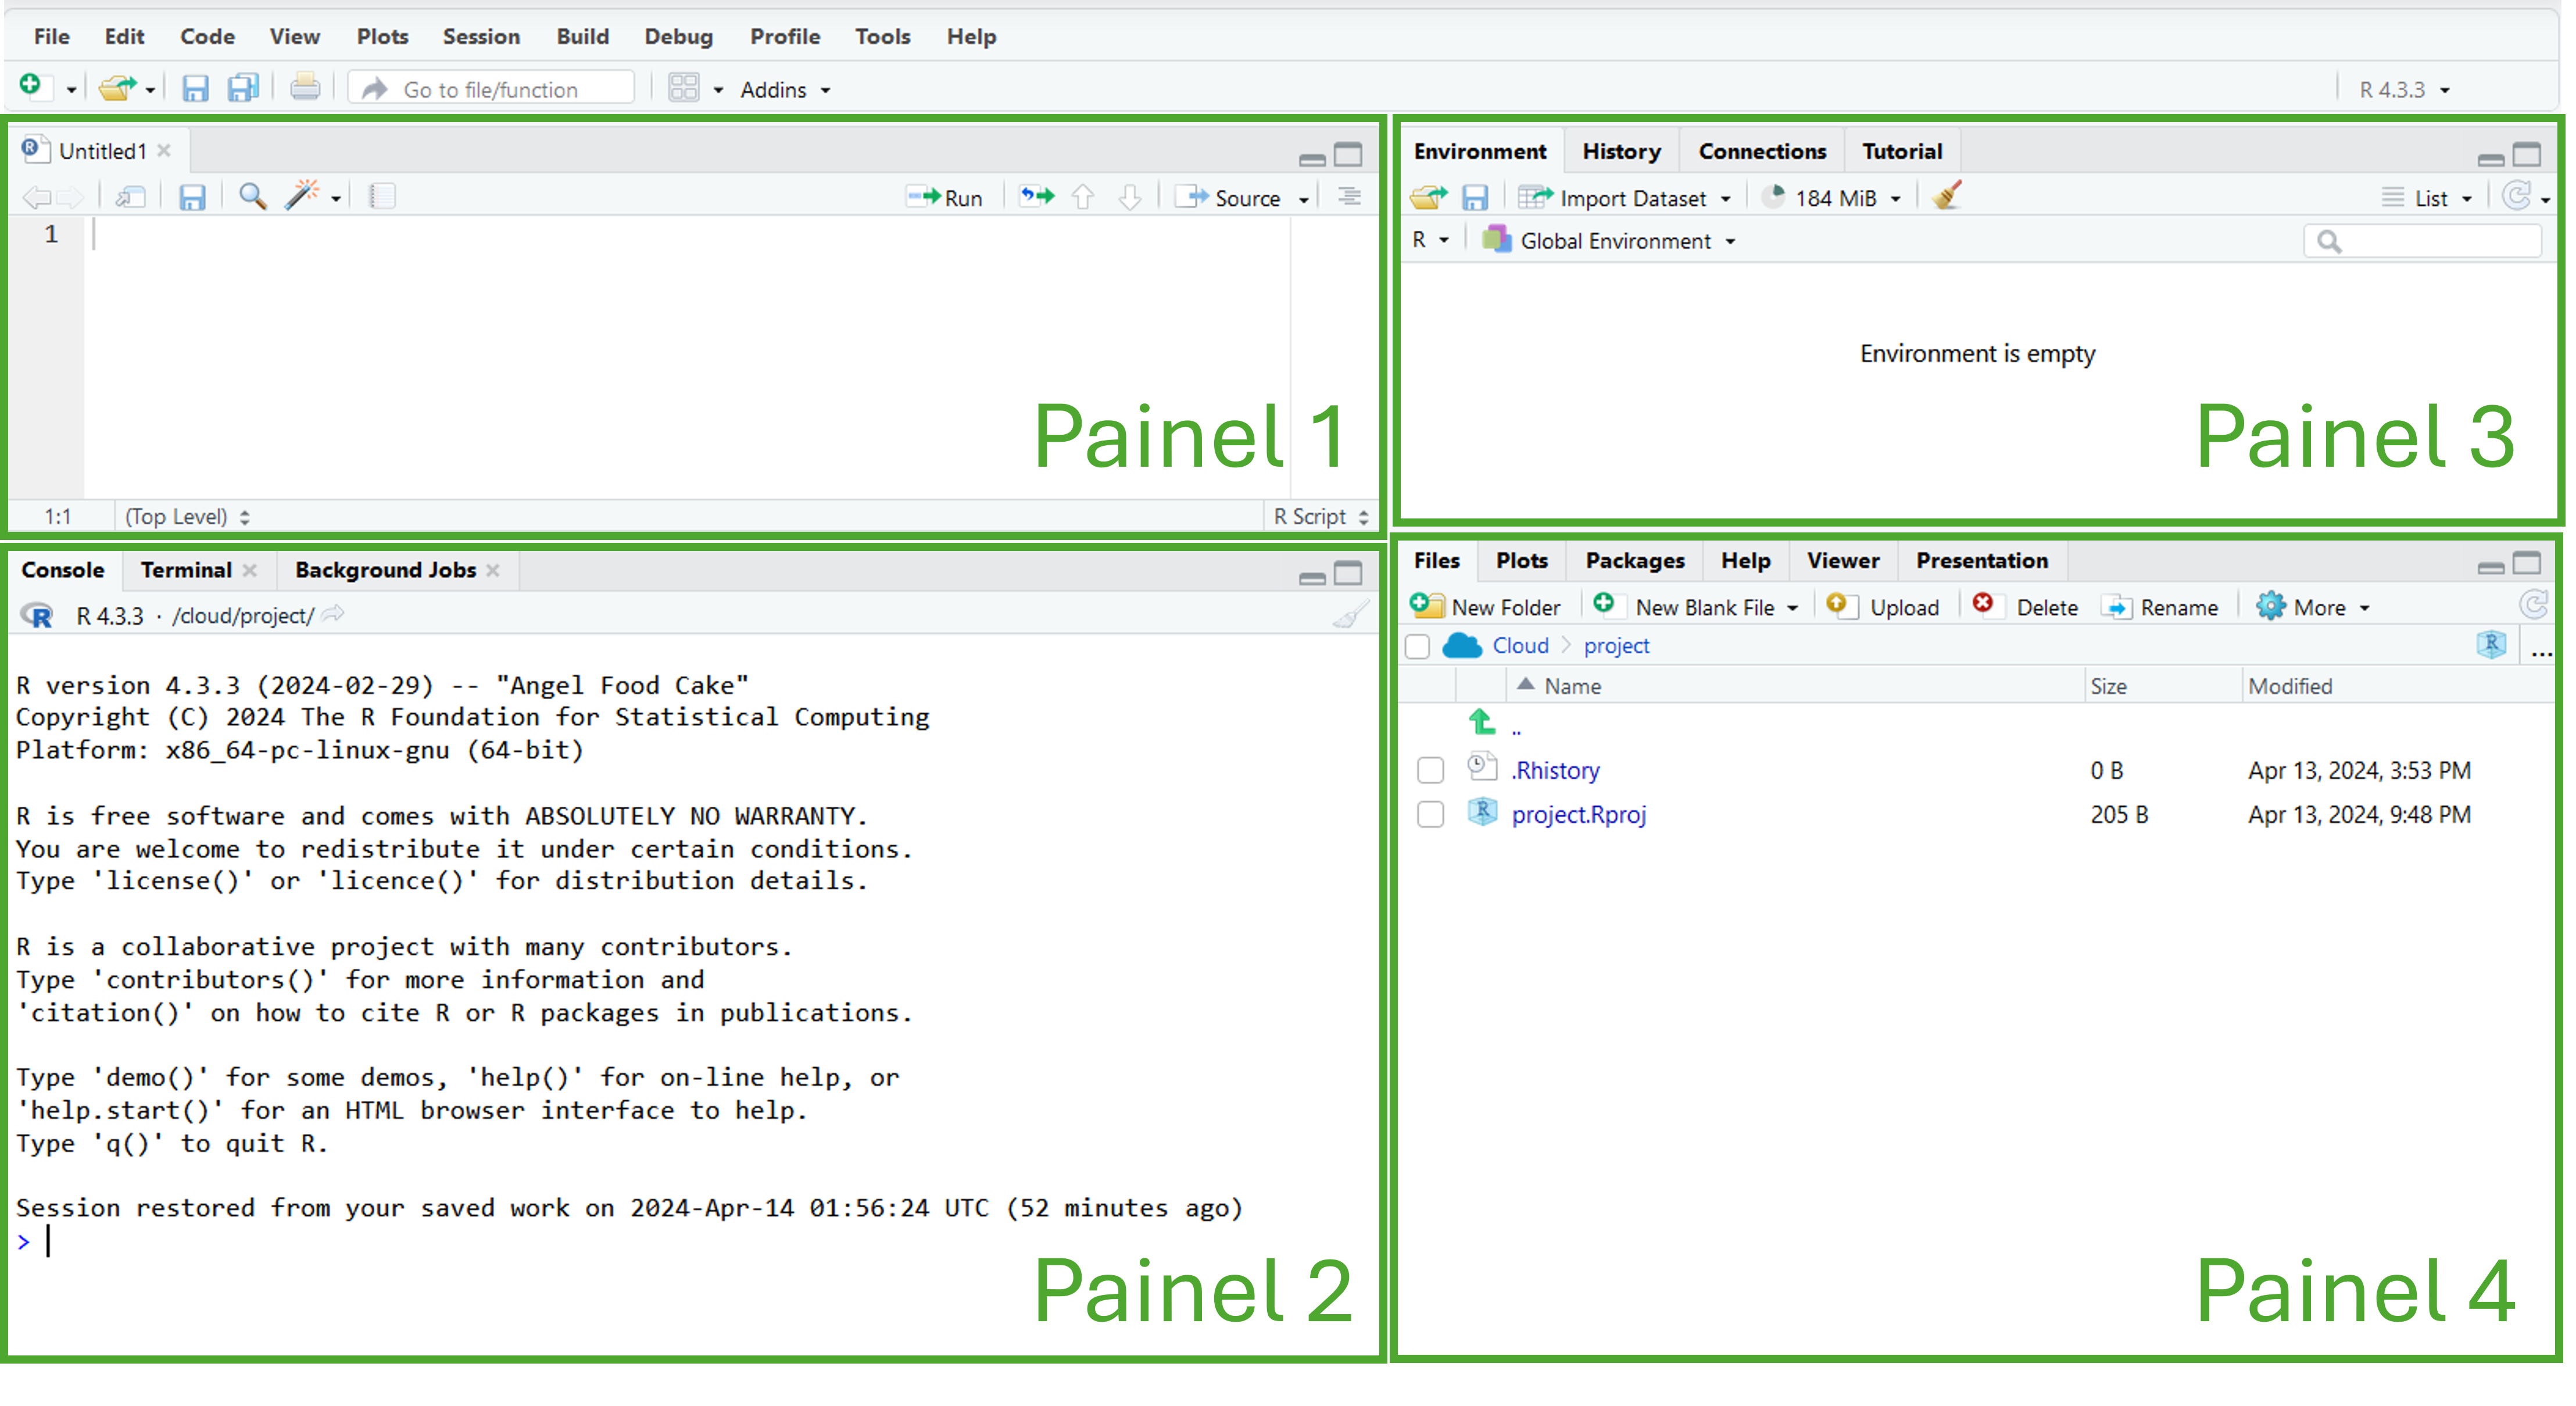 File Edit Code View Plots Session Build Debug Profile Tools Help
Go to file/function Addins R 4.3.3
Untitled1
Run Source
1
Painel 1
1:1 (Top Level) R Script
Console Terminal Background Jobs
R 4.3.3 · /cloud/project/
R version 4.3.3 (2024-02-29) -- "Angel Food Cake"
Copyright (C) 2024 The R Foundation for Statistical Computing
Platform: x86_64-pc-linux-gnu (64-bit)
R is free software and comes with ABSOLUTELY NO WARRANTY.
You are welcome to redistribute it under certain conditions.
Type 'license()' or 'licence()' for distribution details.
R is a collaborative project with many contributors.
Type 'contributors()' for more information and
'citation()' on how to cite R or R packages in publications.
Type 'demo()' for some demos, 'help()' for on-line help, or
'help.start()' for an HTML browser interface to help.
Type 'q()' to quit R.
Session restored from your saved work on 2024-Apr-14 01:56:24 UTC (52 minutes ago)
>
Painel 2
Environment History Connections Tutorial
Import Dataset 184 MiB List
R Global Environment
Environment is empty
Painel 3
Files Plots Packages Help Viewer Presentation
New Folder New Blank File Upload Delete Rename More
Cloud > project ...
Name Size Modified
..
.Rhistory 0 B Apr 13, 2024, 3:53 PM
project.Rproj 205 B Apr 13, 2024, 9:48 PM
Painel 4